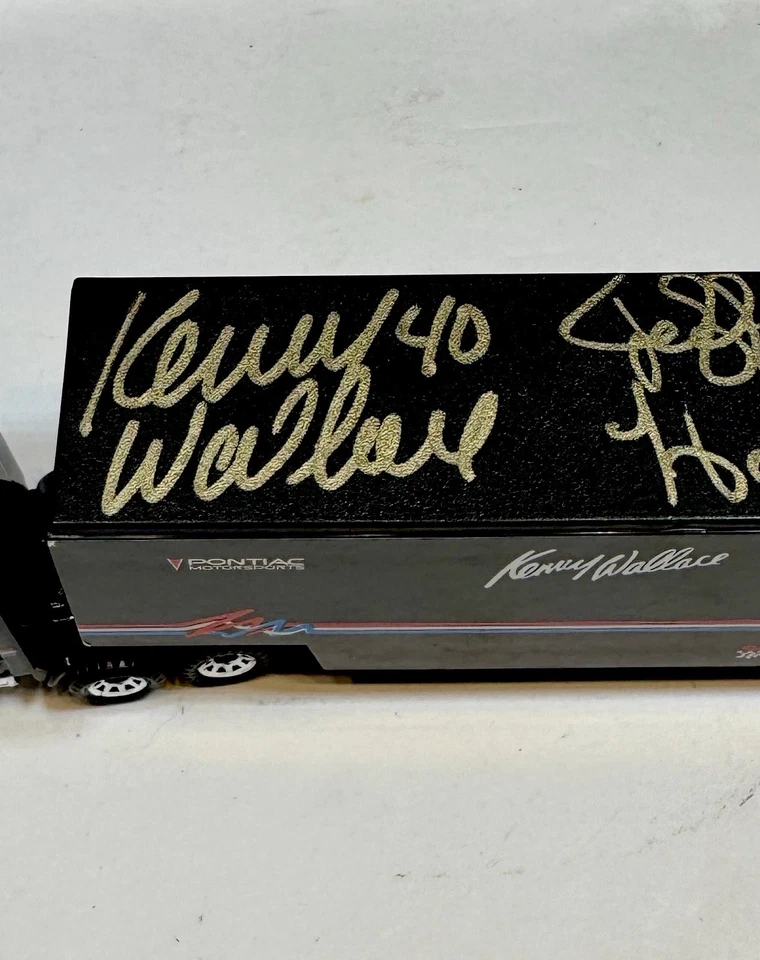 Kenny 40
Wallace
PONTIAC
MOTORSPORTS
Kenny Wallace